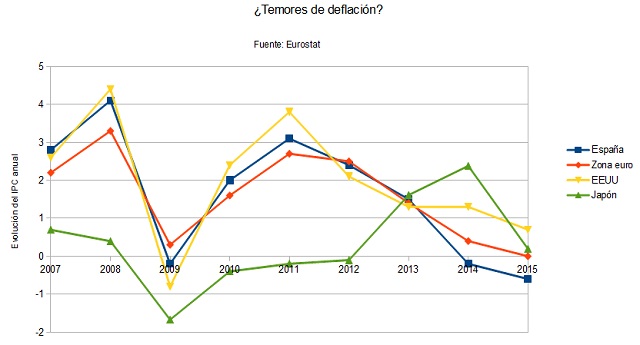 ¿Temores de deflación?
Fuente: Eurostat
Evolución del IPC anual
5
4
3
2
1
0
-1
-2
2007 2008 2009 2010 2011 2012 2013 2014 2015
España
Zona euro
EEUU
Japón